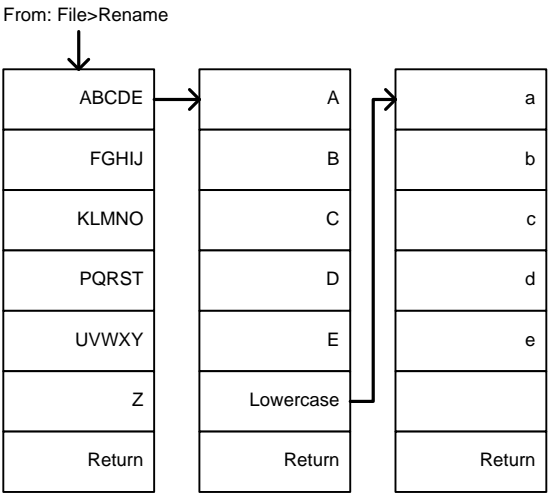 From: File>Rename
ABCDE
FGHIJ
KLMNO
PQRST
UVWXY
Z
Return
A
B
C
D
E
Lowercase
Return
a
b
c
d
e
Return